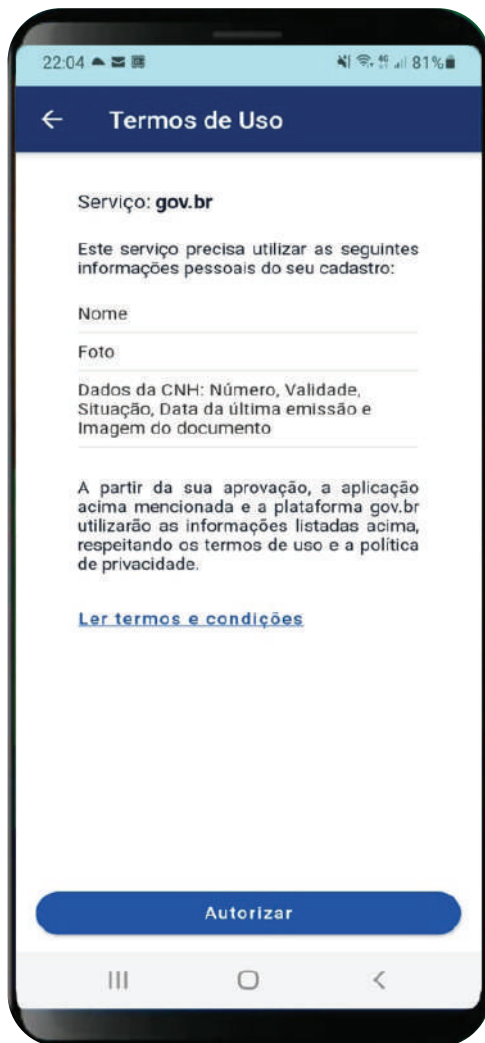 22:04 81%
Termos de Uso
Serviço: gov.br
Este serviço precisa utilizar as seguintes
informações pessoais do seu cadastro:
Nome
Foto
Dados da CNH: Número, Validade,
Situação, Data da última emissão e
Imagem do documento
A partir da sua aprovação, a aplicação
acima mencionada e a plataforma gov.br
utilizarão as informações listadas acima,
respeitando os termos de uso e a política
de privacidade.
Ler termos e condições
Autorizar